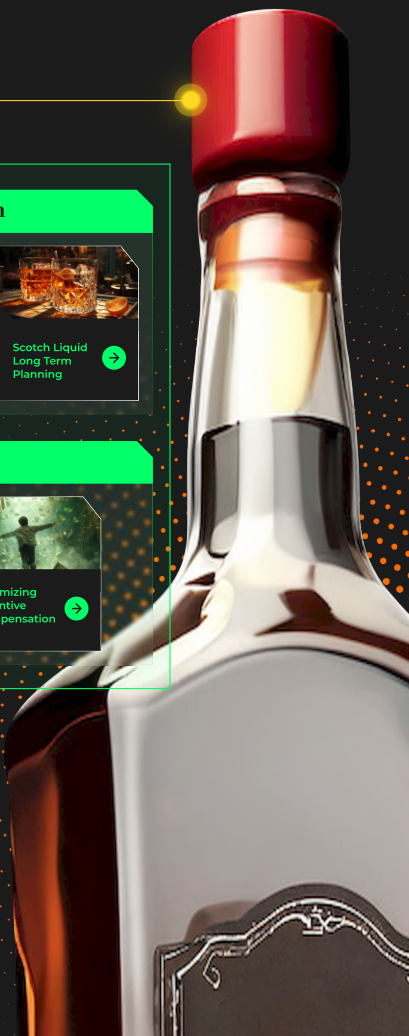 Scotch Liquid
Long Term
Planning
mizing
ntive
pensation